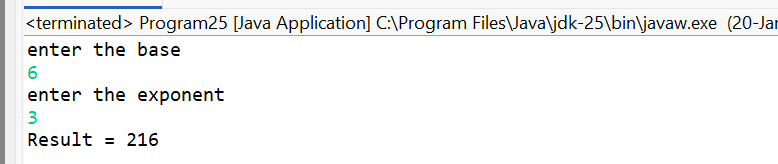 <terminated> Program25 [Java Application] C:\Program Files\Java\jdk-25\bin\javaw.exe (20-Jan
enter the base
6
enter the exponent
3
Result = 216